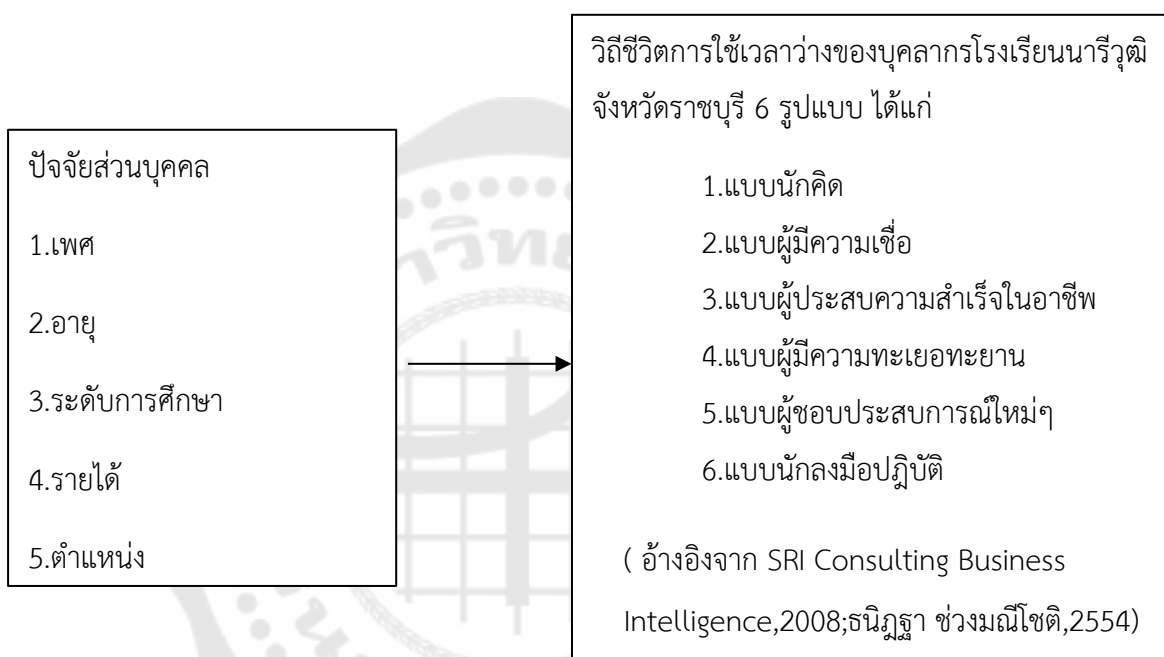 ปัจจัยส่วนบุคคล
1.เพศ
2.อายุ
3.ระดับการศึกษา
4.รายได้
5.ตำแหน่ง
วิถีชีวิตการใช้เวลาว่างของบุคลากรโรงเรียนนารีวุฒิ
จังหวัดราชบุรี 6 รูปแบบ ได้แก่
1.แบบนักคิด
2.แบบผู้มีความเชื่อ
3.แบบผู้ประสบความสำเร็จในอาชีพ
4.แบบผู้มีความทะเยอทะยาน
5.แบบผู้ชอบประสบการณ์ใหม่ๆ
6.แบบนักลงมือปฎิบัติ
( อ้างอิงจาก SRI Consulting Business
Intelligence,2008;ธนิฎฐา ช่วงมณีโชติ,2554)